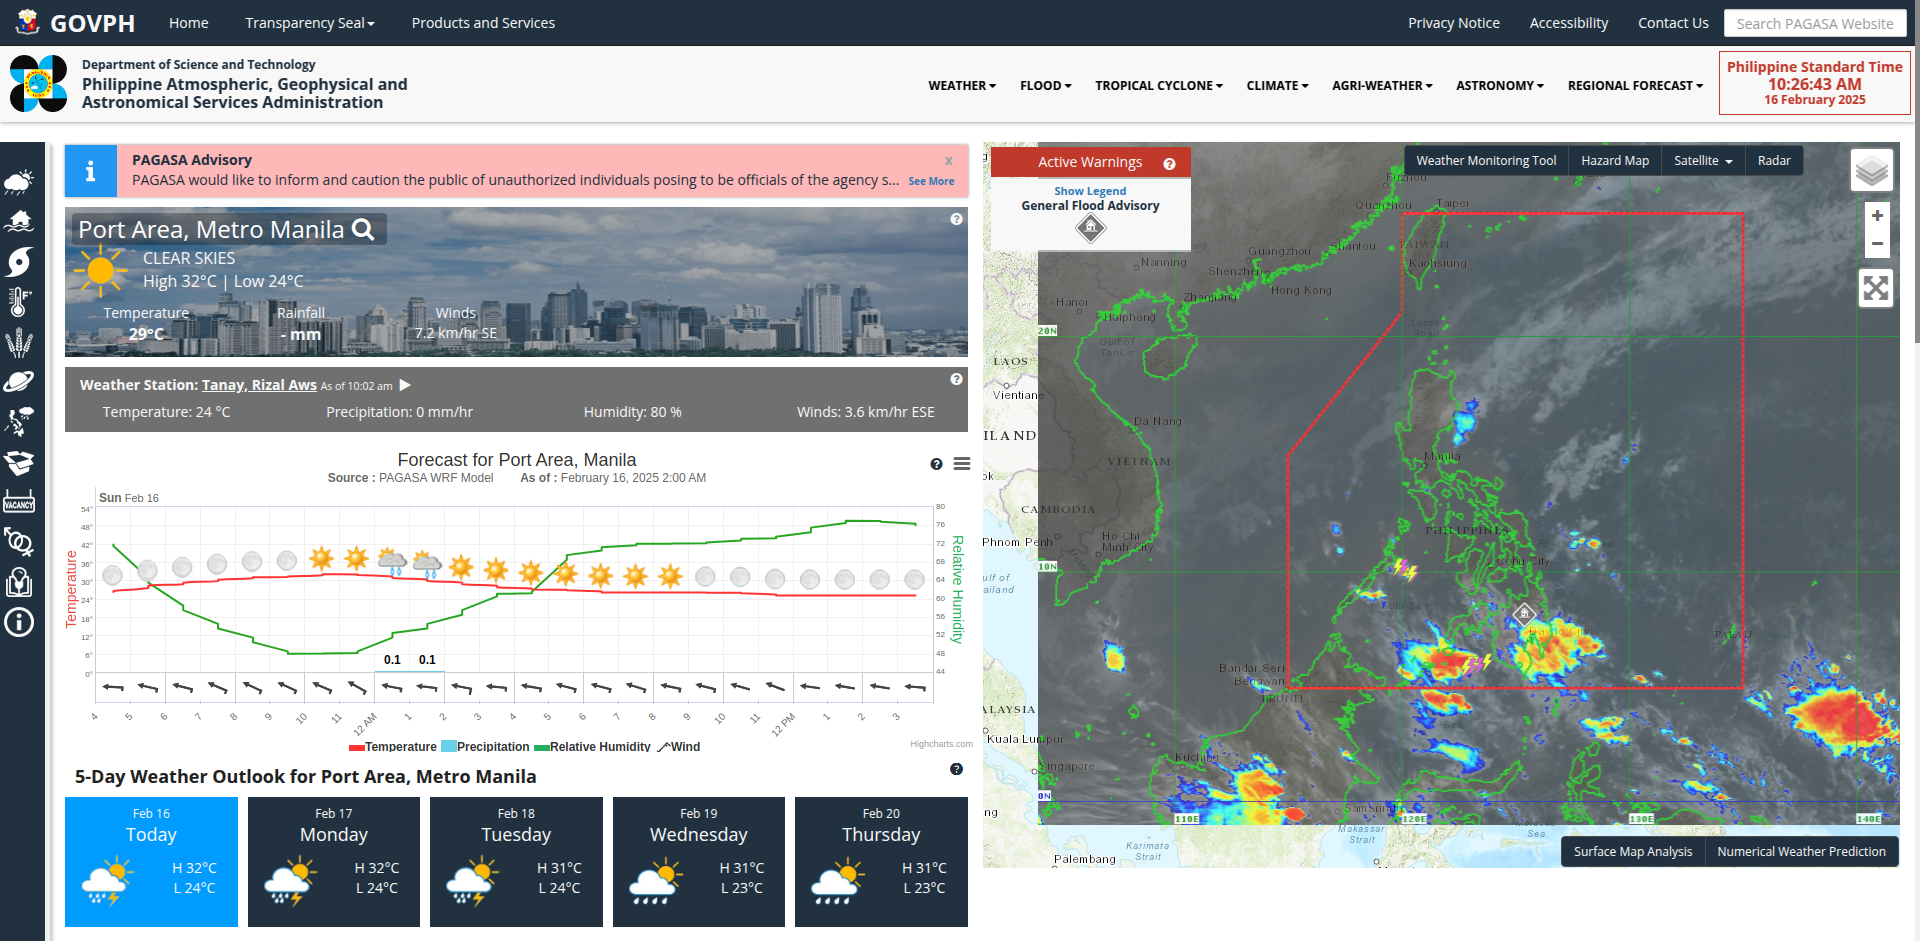 GOVPH
Home
Transparency Seal
Products and Services
Privacy Notice
Accessibility
Contact Us
Search PAGASA Website
Department of Science and Technology
Philippine Atmospheric, Geophysical and
Astronomical Services Administration
WEATHER
FLOOD
TROPICAL CYCLONE
CLIMATE
AGRI-WEATHER
ASTRONOMY
REGIONAL FORECAST
Philippine Standard Time
10:26:43 AM
16 February 2025
PAGASA Advisory
x
PAGASA would like to inform and caution the public of unauthorized individuals posing to be officials of the agency s... See More
Port Area, Metro Manila
CLEAR SKIES
High 32°C | Low 24°C
Temperature
29°C
Rainfall
- mm
Winds
7.2 km/hr SE
Weather Station: Tanay, Rizal Aws As of 10:02 am
Temperature: 24 °C
Precipitation: 0 mm/hr
Humidity: 80 %
Winds: 3.6 km/hr ESE
Forecast for Port Area, Manila
Source : PAGASA WRF Model As of : February 16, 2025 2:00 AM
Sun Feb 16
54°
48°
42°
36°
30°
24°
18°
12°
6°
0°
Temperature
80
76
72
68
64
60
56
52
48
44
Relative Humidity
0.1
0.1
4 5 6 7 8 9 10 11 12 AM 1 2 3 4 5 6 7 8 9 10 11 12 PM 1 2 3
Temperature Precipitation Relative Humidity Wind
Highcharts.com
5-Day Weather Outlook for Port Area, Metro Manila
Feb 16
Today
H 32°C
L 24°C
Feb 17
Monday
H 32°C
L 24°C
Feb 18
Tuesday
H 31°C
L 24°C
Feb 19
Wednesday
H 31°C
L 23°C
Feb 20
Thursday
H 31°C
L 23°C
VACANCY
Active Warnings
Show Legend
General Flood Advisory
Weather Monitoring Tool
Hazard Map
Satellite
Radar
+
−
Fuzhou
Quanzhou
Taipei
Guangzhou
Shantou
TAIWAN
Nanning
Shenzhen
Kaohsiung
Hanoi
Zhanjiang
Hong Kong
Haiphong
20N
Luzon
Strait
Gulf of
Tonkin
LAOS
Vientiane
Da Nang
ILAND
Manila
VIETNAM
ok
CAMBODIA
PHILIPPINES
Phnom Penh
Ho Chi
Minh City
Cebu City
10N
ulf of
ailand
Sulu Sea
Davao City
PALAU
Bandar Seri
Begawan
BRUNEI
ALAYSIA
Kuala Lumpur
Kuching
Singapore
0N
Samarinda
ng
110E
120E
130E
140E
Makassar
Strait
Sea
Karimata
Strait
Palembang
Surface Map Analysis
Numerical Weather Prediction